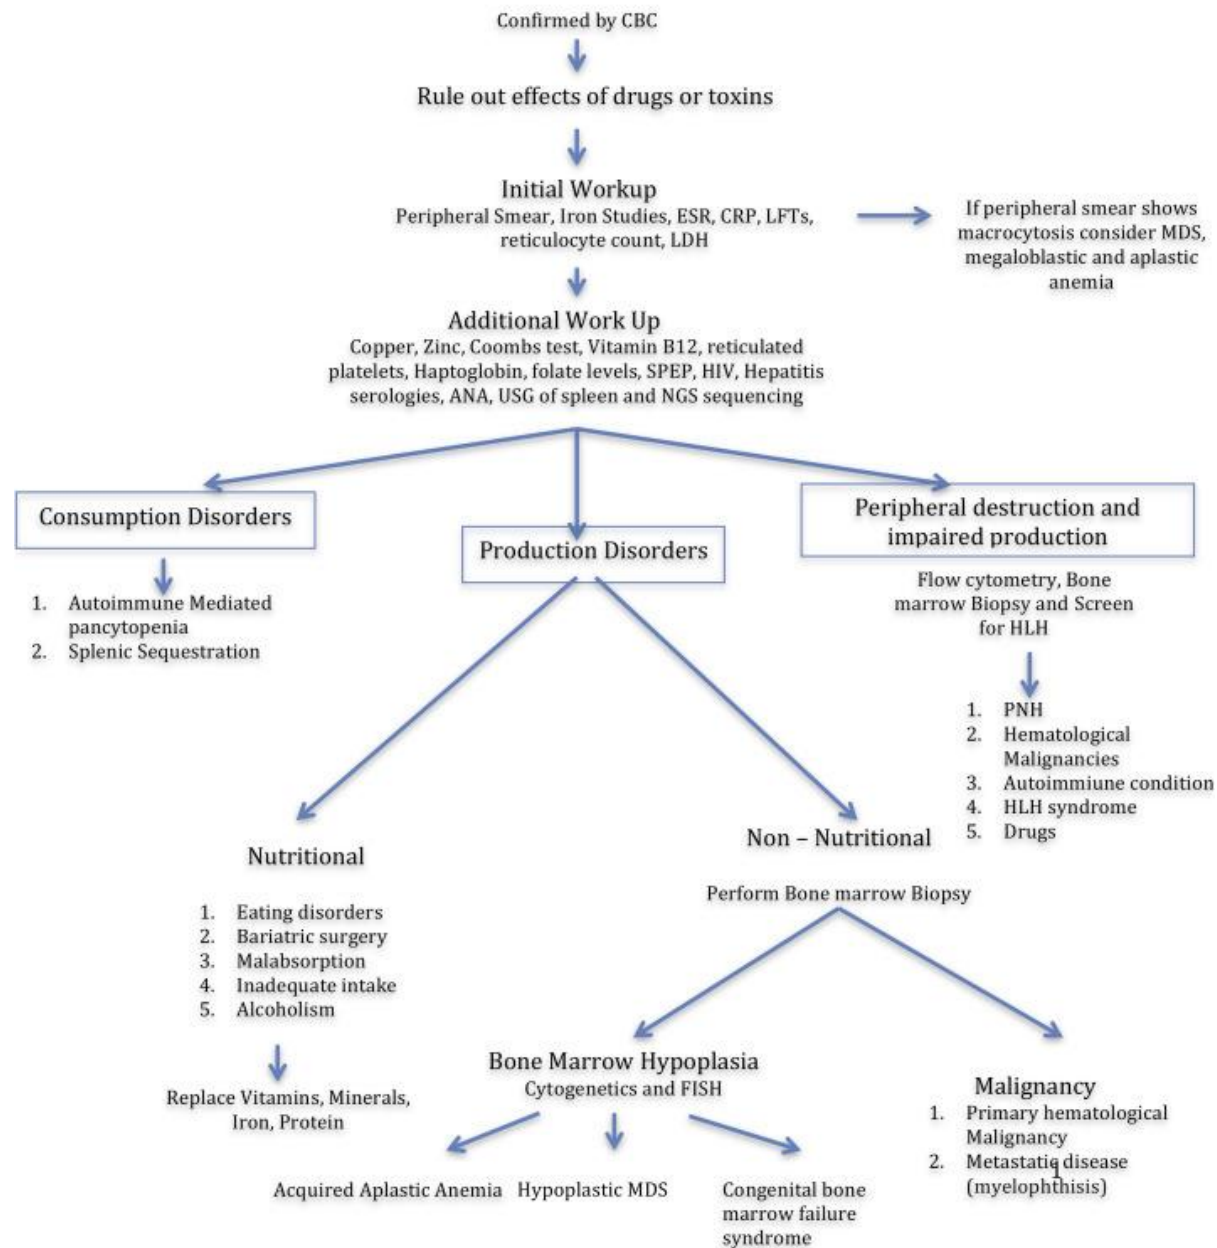 Confirmed by CBC
Rule out effects of drugs or toxins
Initial Workup
Peripheral Smear, Iron Studies, ESR, CRP, LFTs,
reticulocyte count, LDH
If peripheral smear shows
macrocytosis consider MDS,
megaloblastic and aplastic
anemia
Additional Work Up
Copper, Zinc, Coombs test, Vitamin B12, reticulated
platelets, Haptoglobin, folate levels, SPEP, HIV, Hepatitis
serologies, ANA, USG of spleen and NGS sequencing
Consumption Disorders
1. Autoimmune Mediated
pancytopenia
2. Splenic Sequestration
Production Disorders
Peripheral destruction and
impaired production
Flow cytometry, Bone
marrow Biopsy and Screen
for HLH
1. PNH
2. Hematological
Malignancies
3. Autoimmiune condition
4. HLH syndrome
5. Drugs
Nutritional
1. Eating disorders
2. Bariatric surgery
3. Malabsorption
4. Inadequate intake
5. Alcoholism
Replace Vitamins, Minerals,
Iron, Protein
Non – Nutritional
Perform Bone marrow Biopsy
Bone Marrow Hypoplasia
Cytogenetics and FISH
Acquired Aplastic Anemia
Hypoplastic MDS
Congenital bone
marrow failure
syndrome
Malignancy
1. Primary hematological
Malignancy
2. Metastatic disease
(myelophthisis)
1